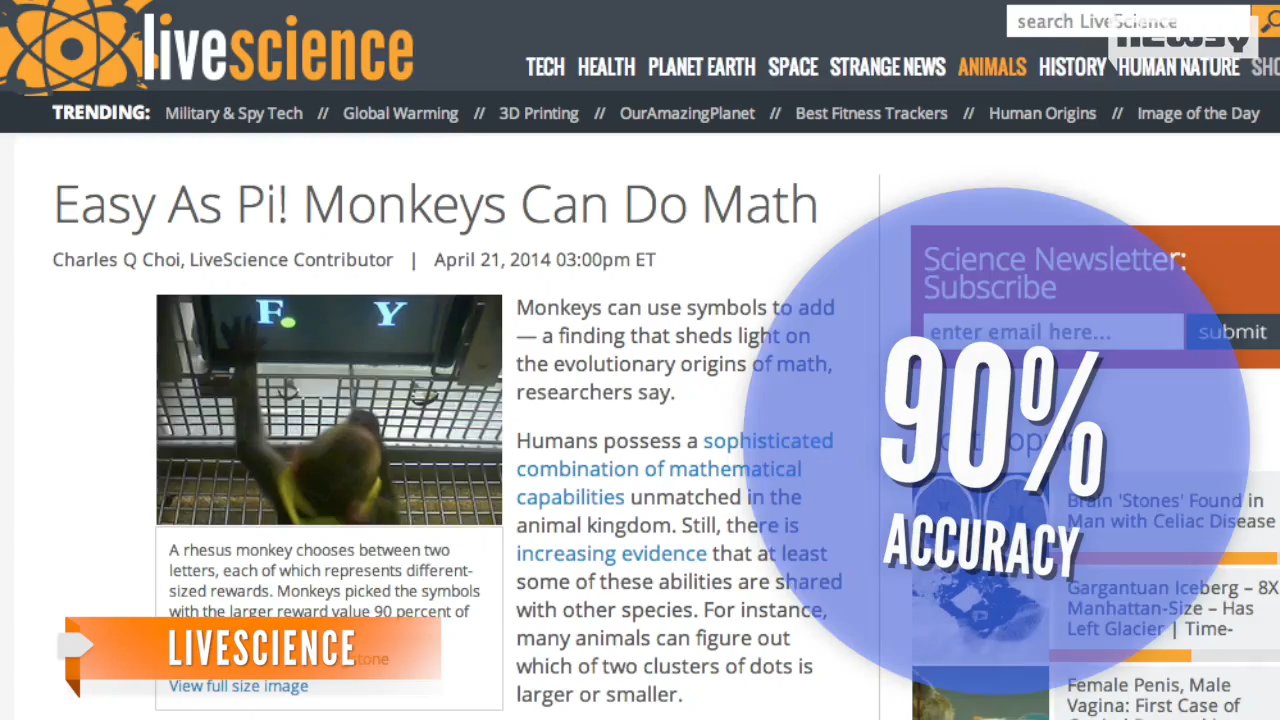 livescience
search LiveScience
newsy
TECH HEALTH PLANET EARTH SPACE STRANGE NEWS ANIMALS HISTORY HUMAN NATURE
TRENDING: Military & Spy Tech // Global Warming // 3D Printing // OurAmazingPlanet // Best Fitness Trackers // Human Origins // Image of the Day
Easy As Pi! Monkeys Can Do Math
Charles Q Choi, LiveScience Contributor | April 21, 2014 03:00pm ET
F Y
A rhesus monkey chooses between two
letters, each of which represents different-
sized rewards. Monkeys picked the symbols
with the larger reward value 90 percent of
View full size image
LIVESCIENCE
Monkeys can use symbols to add
— a finding that sheds light on
the evolutionary origins of math,
researchers say.
Humans possess a sophisticated
combination of mathematical
capabilities unmatched in the
animal kingdom. Still, there is
increasing evidence that at least
some of these abilities are shared
with other species. For instance,
many animals can figure out
which of two clusters of dots is
larger or smaller.
Science Newsletter:
Subscribe
enter email here... submit
90%
ACCURACY
Brain 'Stones' Found in
Man with Celiac Disease
Gargantuan Iceberg – 8X
Manhattan-Size – Has
Left Glacier | Time-
Female Penis, Male
Vagina: First Case of